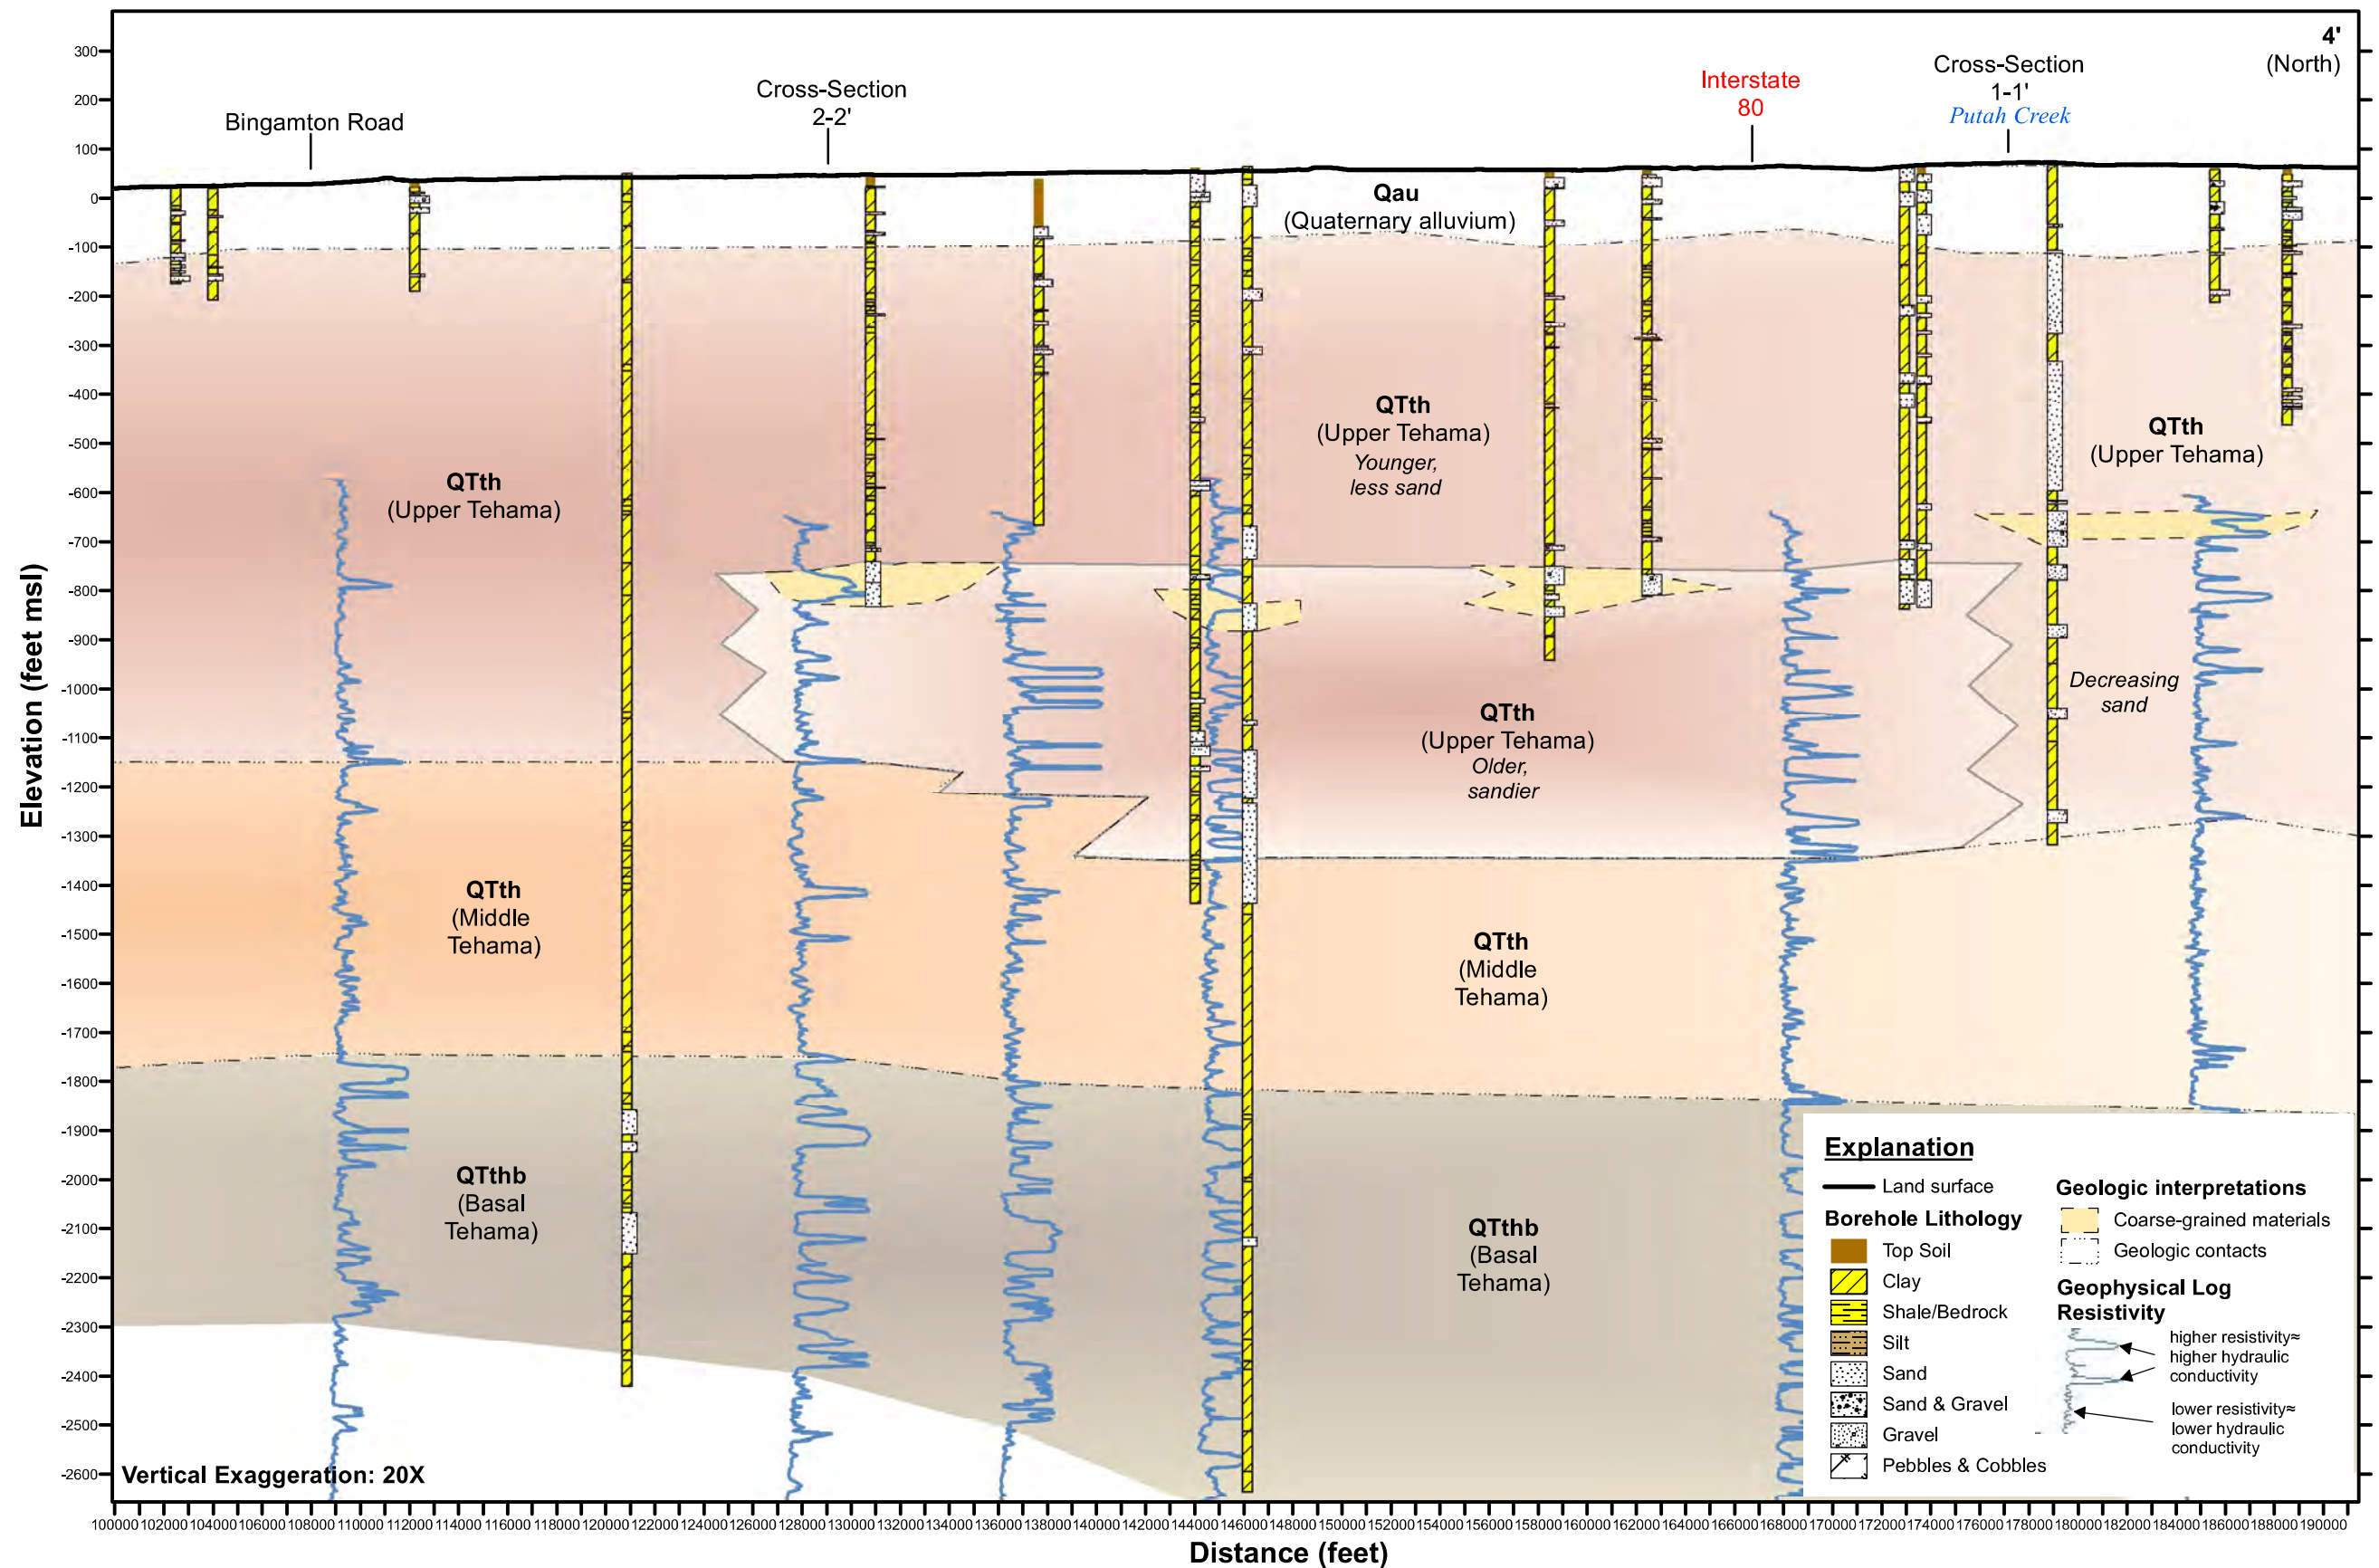 4'
(North)
Cross-Section
1-1'
Putah Creek
Interstate
80
Cross-Section
2-2'
Bingamton Road
300
200
100
0
-100
-200
-300
-400
-500
-600
-700
-800
-900
-1000
-1100
-1200
-1300
-1400
-1500
-1600
-1700
-1800
-1900
-2000
-2100
-2200
-2300
-2400
-2500
-2600
Elevation (feet msl)
Qau
(Quaternary alluvium)
QTth
(Upper Tehama)
Younger,
less sand
QTth
(Upper Tehama)
QTth
(Upper Tehama)
Decreasing
sand
QTth
(Upper Tehama)
Older,
sandier
QTth
(Middle
Tehama)
QTth
(Middle
Tehama)
QTthb
(Basal
Tehama)
QTthb
(Basal
Tehama)
Explanation
Land surface
Borehole Lithology
Top Soil
Clay
Shale/Bedrock
Silt
Sand
Sand & Gravel
Gravel
Pebbles & Cobbles
Geologic interpretations
Coarse-grained materials
Geologic contacts
Geophysical Log
Resistivity
higher resistivity≈
higher hydraulic
conductivity
lower resistivity≈
lower hydraulic
conductivity
Vertical Exaggeration: 20X
100000 102000 104000 106000 108000 110000 112000 114000 116000 118000 120000 122000 124000 126000 128000 130000 132000 134000 136000 138000 140000 142000 144000 146000 148000 150000 152000 154000 156000 158000 160000 162000 164000 166000 168000 170000 172000 174000 176000 178000 180000 182000 184000 186000 188000 190000
Distance (feet)